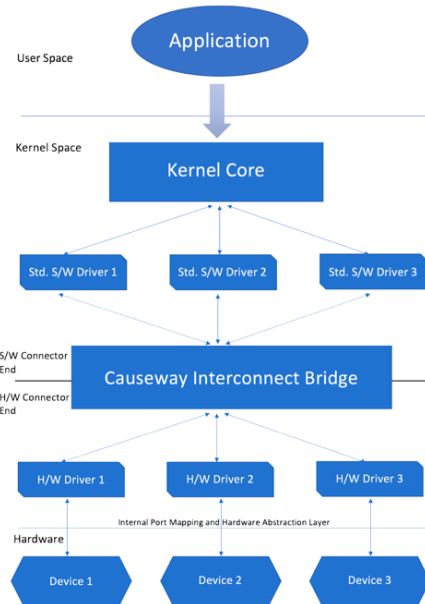 Application
User Space
Kernel Space
Kernel Core
Std. S/W Driver 1
Std. S/W Driver 2
Std. S/W Driver 3
S/W Connector
End
Causeway Interconnect Bridge
H/W Connector
End
H/W Driver 1
H/W Driver 2
H/W Driver 3
Internal Port Mapping and Hardware Abstraction Layer
Hardware
Device 1
Device 2
Device 3